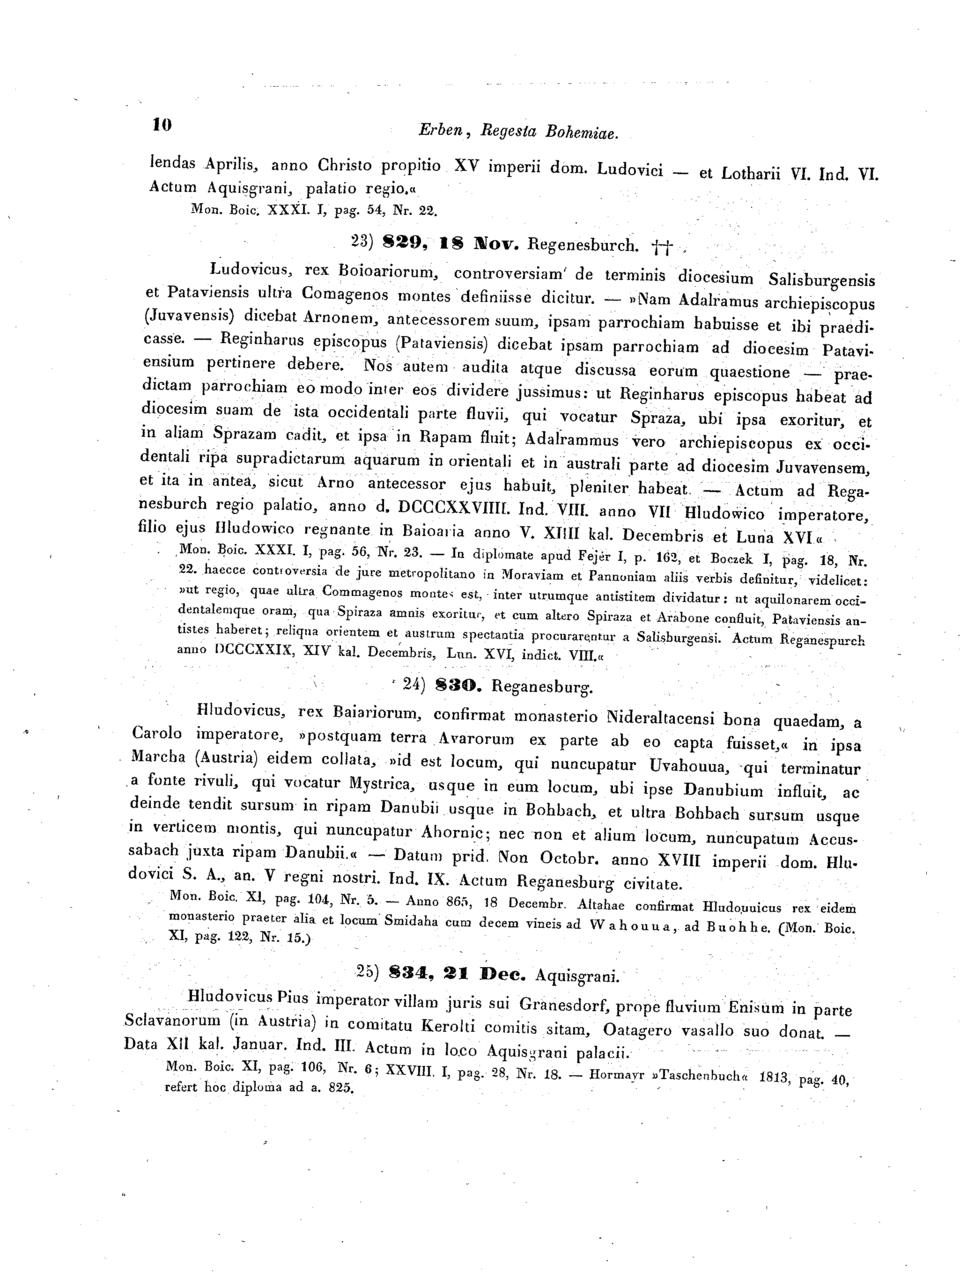 10
Erben, Regesta Bohemiae.
lendas Aprilis, anno Christo propitio XV imperii dom. Ludovici — et Lotharii VI. Ind. VI.
Actum Aquisgrani, palatio regio.«
Mon. Boic. XXXI. I, pag. 54, Nr. 22.
23) 829, 18 Nov. Regenesburch. ††
Ludovicus, rex Boioariorum, controversiam de terminis diocesium Salisburgensis
et Pataviensis ultra Comagenos montes definiisse dicitur. — »Nam Adalramus archiepiscopus
(Juvavensis) dicebat Arnonem, antecessorem suum, ipsam parrochiam habuisse et ibi praedi-
casse. — Reginharus episcopus (Pataviensis) dicebat ipsam parrochiam ad diocesim Patavi-
ensium pertinere debere. Nos autem audita atque discussa eorum quaestione — prae-
dictam parrochiam eo modo inter eos dividere jussimus: ut Reginharus episcopus habeat ad
diocesim suam de ista occidentali parte fluvii, qui vocatur Spraza, ubi ipsa exoritur, et
in aliam Sprazam cadit, et ipsa in Rapam fluit; Adalrammus vero archiepiscopus ex occi-
dentali ripa supradictarum aquarum in orientali et in australi parte ad diocesim Juvavensem,
et ita in antea, sicut Arno antecessor ejus habuit, pleniter habeat. — Actum ad Rega-
nesburch regio palatio, anno d. DCCCXXVIIII. Ind. VIII. anno VII Hludowico imperatore,
filio ejus Hludowico regnante in Baioaria anno V. XIIII kal. Decembris et Luna XVI.«
Mon. Boic. XXXI. I, pag. 56, Nr. 23. — In diplomate apud Fejér I, p. 162, et Boczek I, pag. 18, Nr.
22. haecce controversia de jure metropolitano in Moraviam et Pannoniam aliis verbis definitur, videlicet:
»ut regio, quae ultra Commagenos montes est, inter utrumque antistitem dividatur: ut aquilonarem occi-
dentalemque oram, qua Spiraza amnis exoritur, et cum altero Spiraza et Arabone confluit, Pataviensis an-
tistes haberet; reliqua orientem et austrum spectantia procurarentur a Salisburgensi. Actum Reganespurch
anno DCCCXXIX, XIV kal. Decembris, Lun. XVI, indict. VIII.«
24) 830. Reganesburg.
Hludovicus, rex Baiariorum, confirmat monasterio Nideraltacensi bona quaedam, a
Carolo imperatore, »postquam terra Avarorum ex parte ab eo capta fuisset,« in ipsa
Marcha (Austria) eidem collata, »id est locum, qui nuncupatur Uvahouua, qui terminatur
a fonte rivuli, qui vocatur Mystrica, usque in eum locum, ubi ipse Danubium influit, ac
deinde tendit sursum in ripam Danubii usque in Bohbach, et ultra Bohbach sursum usque
in verticem montis, qui nuncupatur Ahornic; nec non et alium locum, nuncupatum Accus-
sabach juxta ripam Danubii.« — Datum prid. Non Octobr. anno XVIII imperii dom. Hlu-
dovici S. A., an. V regni nostri. Ind. IX. Actum Reganesburg civitate.
Mon. Boic. XI, pag. 104, Nr. 5. — Anno 865, 18 Decembr. Altahae confirmat Hludouuicus rex eidem
monasterio praeter alia et locum Smidaha cum decem vineis ad Wahouua, ad Buohhe. (Mon. Boic.
XI, pag. 122, Nr. 15.)
25) 834, 21 Dec. Aquisgrani.
Hludovicus Pius imperator villam juris sui Granesdorf, prope fluvium Enisum in parte
Sclavanorum (in Austria) in comitatu Kerolti comitis sitam, Oatagero vasallo suo donat. —
Data XII kal. Januar. Ind. III. Actum in loco Aquisgrani palacii.
Mon. Boic. XI, pag. 106, Nr. 6; XXVIII. I, pag. 28, Nr. 18. — Hormayr »Taschenbuch« 1813, pag. 40,
refert hoc diploma ad a. 825.